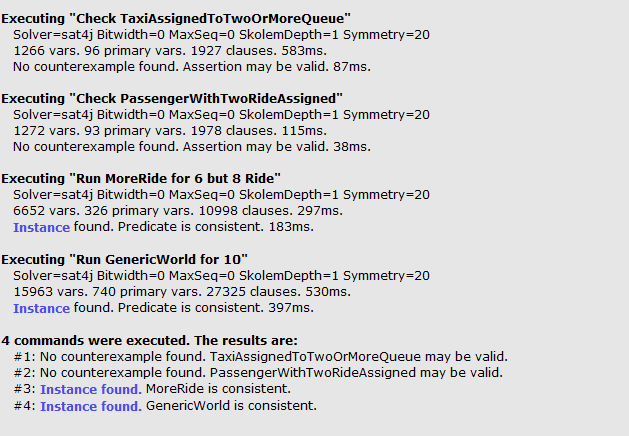 Executing "Check TaxiAssignedToTwoOrMoreQueue"
Solver=sat4j Bitwidth=0 MaxSeq=0 SkolemDepth=1 Symmetry=20
1266 vars. 96 primary vars. 1927 clauses. 583ms.
No counterexample found. Assertion may be valid. 87ms.
Executing "Check PassengerWithTwoRideAssigned"
Solver=sat4j Bitwidth=0 MaxSeq=0 SkolemDepth=1 Symmetry=20
1272 vars. 93 primary vars. 1978 clauses. 115ms.
No counterexample found. Assertion may be valid. 38ms.
Executing "Run MoreRide for 6 but 8 Ride"
Solver=sat4j Bitwidth=0 MaxSeq=0 SkolemDepth=1 Symmetry=20
6652 vars. 326 primary vars. 10998 clauses. 297ms.
Instance found. Predicate is consistent. 183ms.
Executing "Run GenericWorld for 10"
Solver=sat4j Bitwidth=0 MaxSeq=0 SkolemDepth=1 Symmetry=20
15963 vars. 740 primary vars. 27325 clauses. 530ms.
Instance found. Predicate is consistent. 397ms.
4 commands were executed. The results are:
#1: No counterexample found. TaxiAssignedToTwoOrMoreQueue may be valid.
#2: No counterexample found. PassengerWithTwoRideAssigned may be valid.
#3: Instance found. MoreRide is consistent.
#4: Instance found. GenericWorld is consistent.